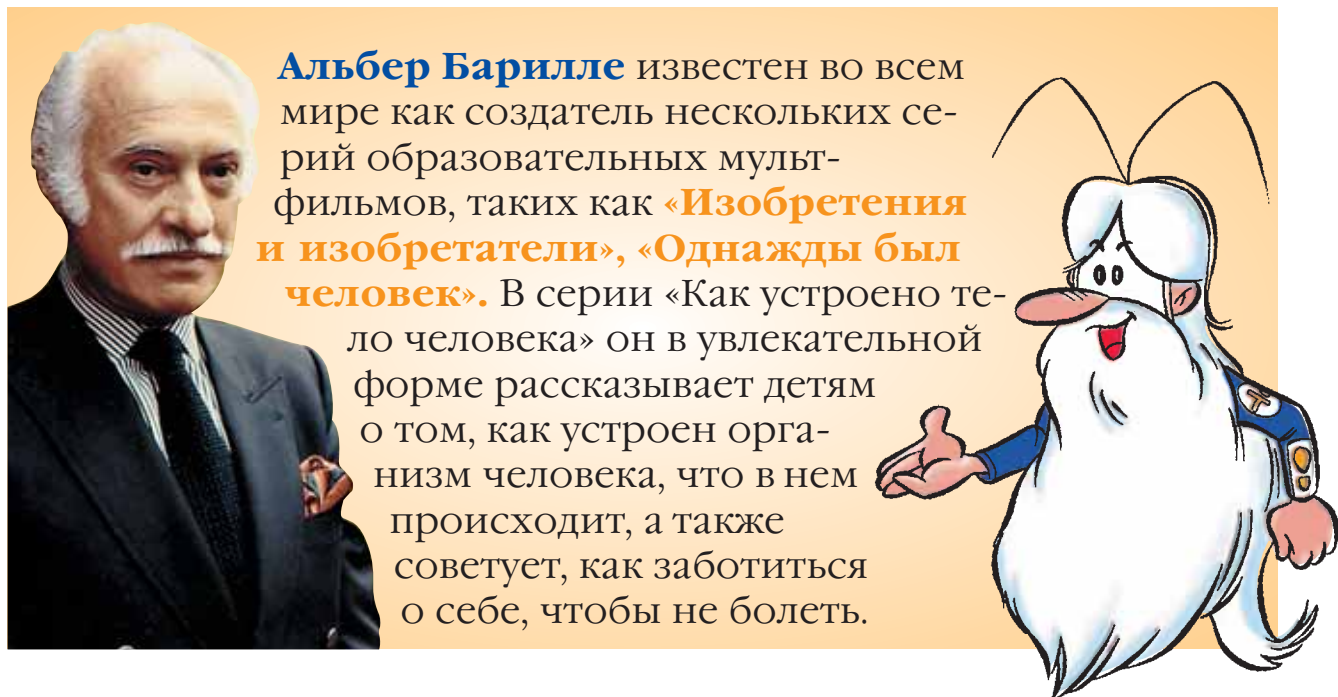 Альбер Барилле известен во всем
мире как создатель нескольких се-
рий образовательных мульт-
фильмов, таких как «Изобретения
и изобретатели», «Однажды был
человек». В серии «Как устроено те-
ло человека» он в увлекательной
форме рассказывает детям
о том, как устроен орга-
низм человека, что в нем
происходит, а также
советует, как заботиться
о себе, чтобы не болеть.